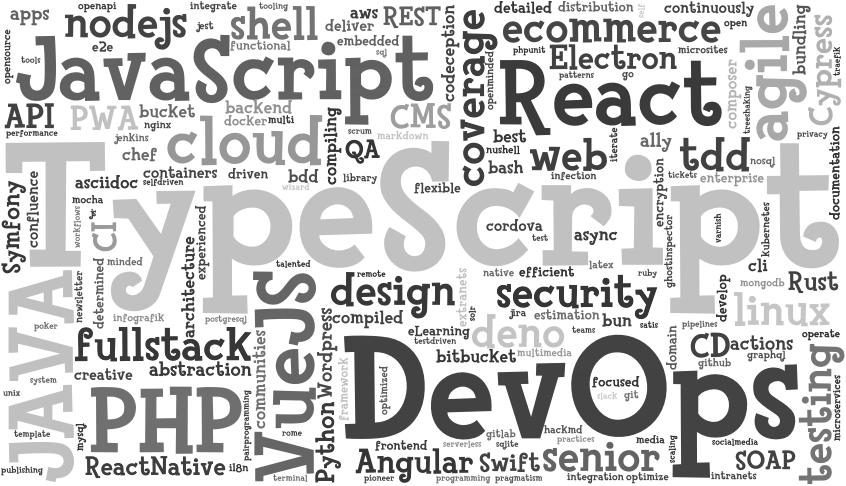 apps
openapi
integrate
tooling
aws
REST
codeception
detailed
distribution
self
continuously
nodejs
jest
shell
deliver
openminded
ecommerce
open
agile
bundling
Cypress
traefik
opensource
e2e
functional
embedded
sql
phpunit
Electron
microsites
tools
JavaScript
coverage
React
patterns
go
composer
treeshaking
API
PWA
bucket
backend
docker
multi
nginx
compiling
CMS
best
iterate
ally
tdd
privacy
performance
jenkins
cloud
scrum
markdown
QA
nushell
web
nosql
documentation
chef
containers
driven
bdd
library
bash
infection
encryption
tickets
enterprise
asciidoc
selfdriven
wizard
flexible
Symfony
confluence
mocha
js
TypeScript
workflows
CI
experienced
cordova
test
async
ghostinspector
varnish
kubernetes
minded
talented
remote
native
efficient
latex
ruby
cli
mongodb
Rust
JAVA
newsletter
determined
architecture
VueJS
design
extranets
solr
security
develop
linux
infografik
postgresql
compiled
eLearning
jira
estimation
bun
satis
poker
testdriven
deno
teams
pipelines
operate
fullstack
communities
Wordpress
bitbucket
multimedia
domain
CD
actions
github
graphql
system
creative
abstraction
framework
optimized
DevOps
focused
slack
git
testing
microservices
unix
PHP
pairprogramming
template
mysql
rome
Python
frontend
gitlab
serverless
sqlite
hackmd
practices
media
scaling
socialmedia
publishing
ReactNative
i18n
terminal
Angular
Swift
senior
SOAP
pioneer
programming
pragmatism
integration
optimize
intranets